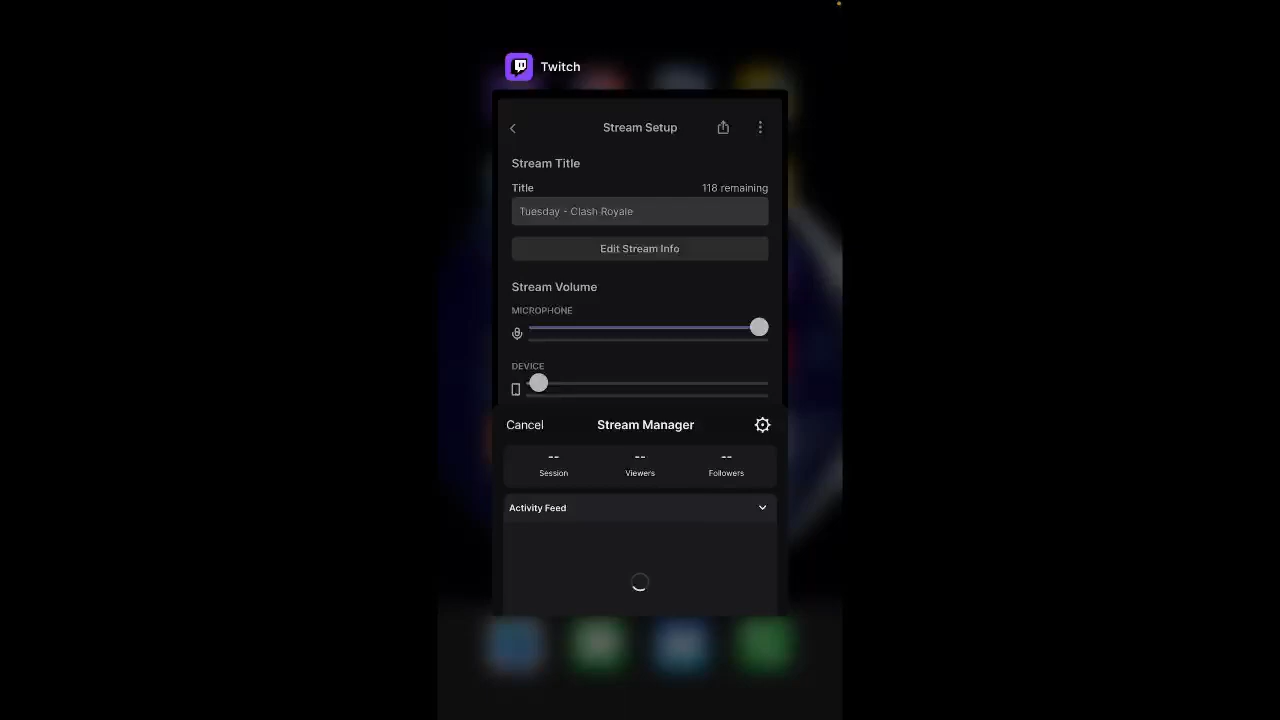 Twitch
Stream Setup
Stream Title
Title 118 remaining
Tuesday - Clash Royale
Edit Stream Info
Stream Volume
MICROPHONE
DEVICE
Cancel Stream Manager
-- -- --
Session Viewers Followers
Activity Feed